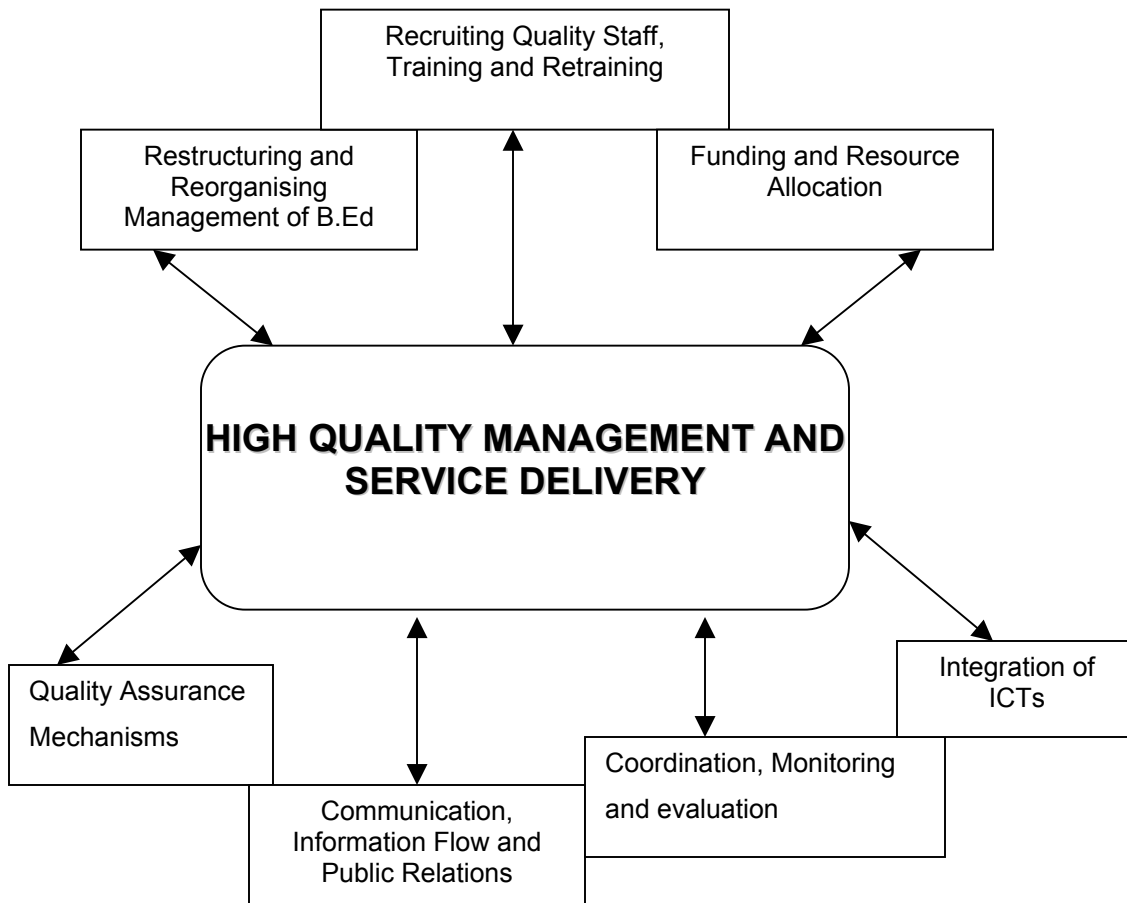 Recruiting Quality Staff,
Training and Retraining
Restructuring and
Reorganising
Management of B.Ed
Funding and Resource
Allocation
HIGH QUALITY MANAGEMENT AND
SERVICE DELIVERY
Quality Assurance
Mechanisms
Communication,
Information Flow and
Public Relations
Coordination, Monitoring
and evaluation
Integration of
ICTs